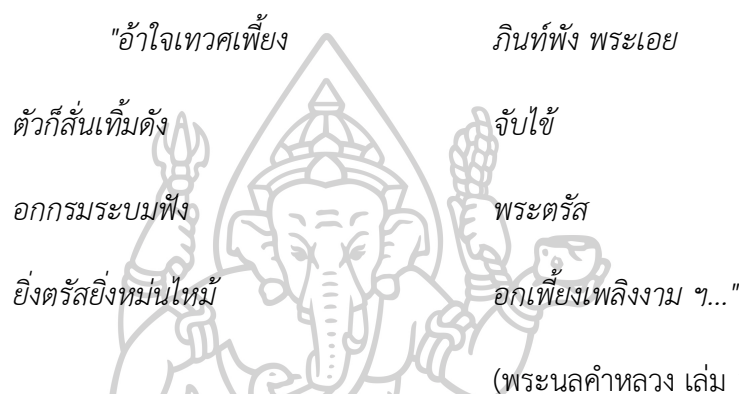 "อ้าใจเทวศเพี้ยง ภินท์พัง พระเอย
ตัวก็สั่นเทิ้มดัง จับไข้
อกกรมระบมฟัง พระตรัส
ยิ่งตรัสยิ่งหม่นไหม้ อกเพี้ยงเพลิงงาม ฯ..."
(พระนลคำหลวง เล่ม